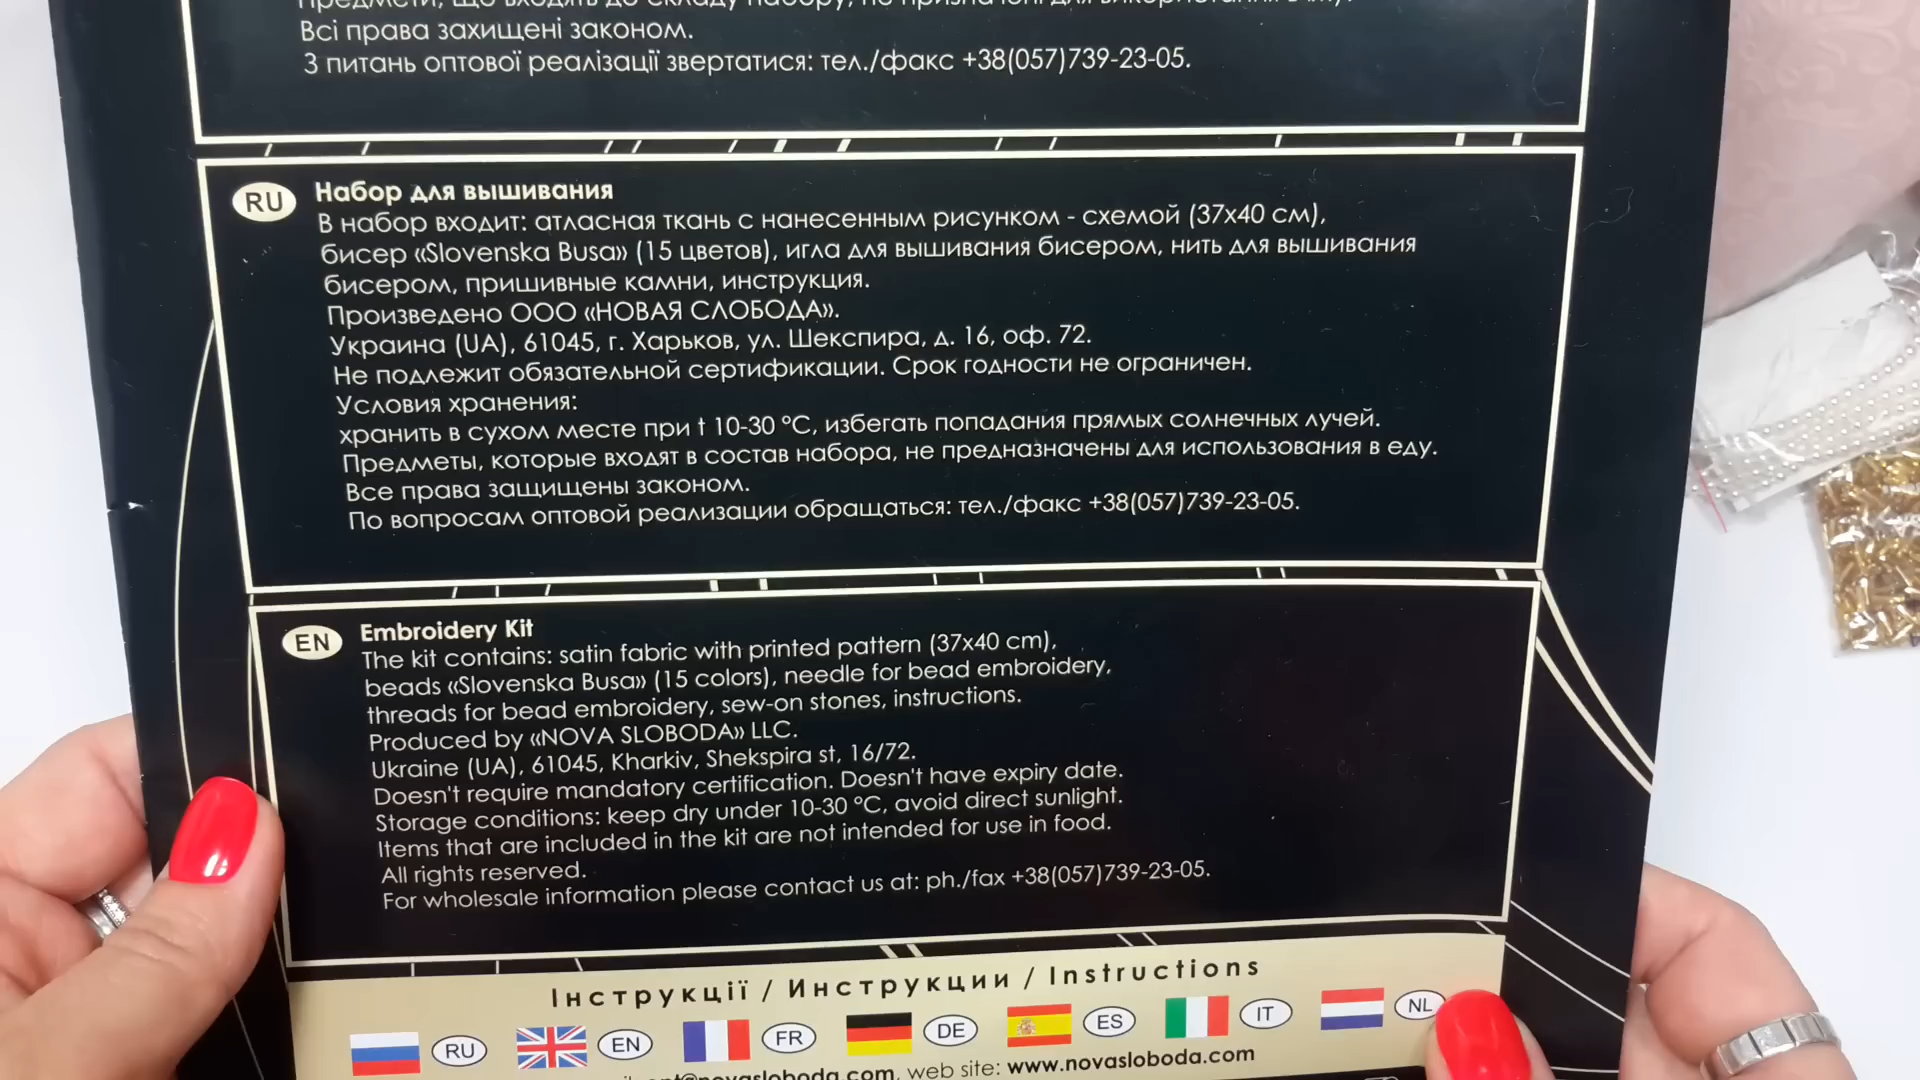 Предмети, що входять до складу набору, не призначені для використання в їжу.
Всі права захищені законом.
З питань оптової реалізації звертатися: тел./факс +38(057)739-23-05.
RU
Набор для вышивания
В набор входит: атласная ткань с нанесенным рисунком - схемой (37x40 см),
бисер «Slovenska Busa» (15 цветов), игла для вышивания бисером, нить для вышивания
бисером, пришивные камни, инструкция.
Произведено ООО «НОВАЯ СЛОБОДА».
Украина (UA), 61045, г. Харьков, ул. Шекспира, д. 16, оф. 72.
Не подлежит обязательной сертификации. Срок годности не ограничен.
Условия хранения:
хранить в сухом месте при t 10-30 °C, избегать попадания прямых солнечных лучей.
Предметы, которые входят в состав набора, не предназначены для использования в еду.
Все права защищены законом.
По вопросам оптовой реализации обращаться: тел./факс +38(057)739-23-05.
EN
Embroidery Kit
The kit contains: satin fabric with printed pattern (37x40 cm),
beads «Slovenska Busa» (15 colors), needle for bead embroidery,
threads for bead embroidery, sew-on stones, instructions.
Produced by «NOVA SLOBODA» LLC.
Ukraine (UA), 61045, Kharkiv, Shekspira st, 16/72.
Doesn't require mandatory certification. Doesn't have expiry date.
Storage conditions: keep dry under 10-30 °C, avoid direct sunlight.
Items that are included in the kit are not intended for use in food.
All rights reserved.
For wholesale information please contact us at: ph./fax +38(057)739-23-05.
Інструкції / Инструкции / Instructions
RU EN FR DE ES IT NL
web site: www.novasloboda.com